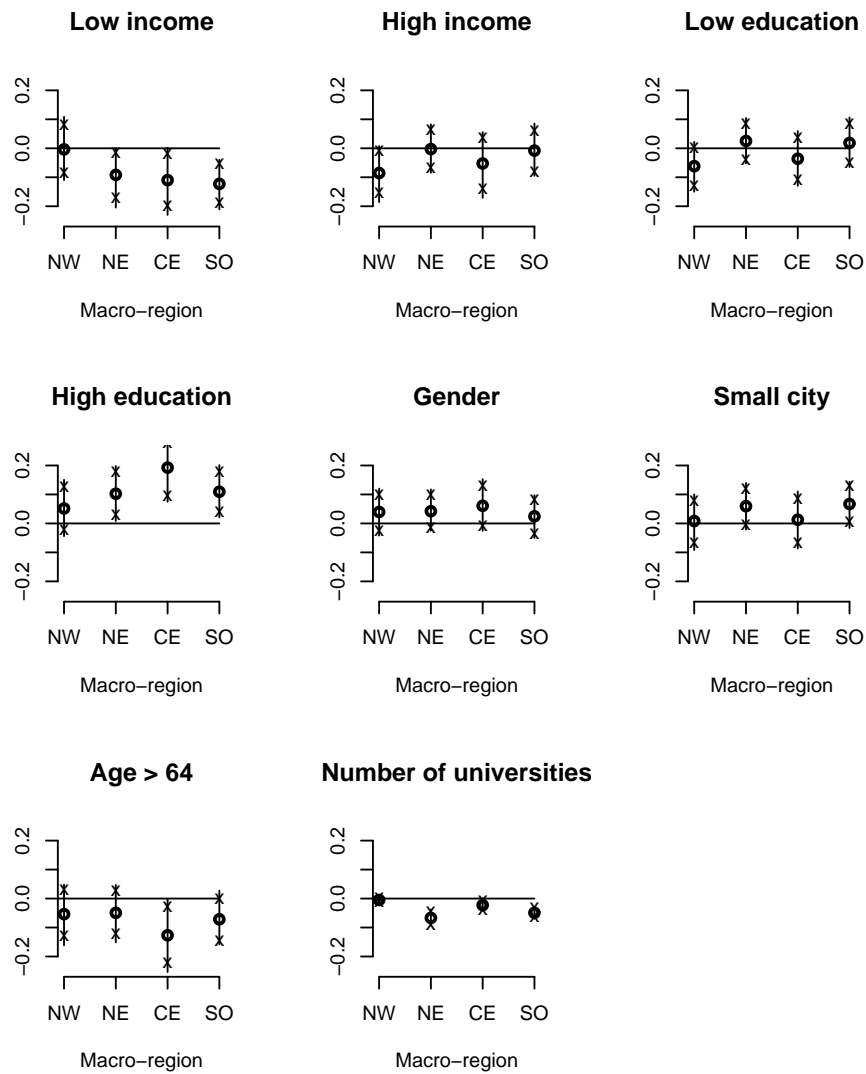 Low income
High income
Low education
0.2
0.0
−0.2
0.2
0.0
−0.2
0.2
0.0
−0.2
NW NE CE SO
NW NE CE SO
NW NE CE SO
Macro−region
Macro−region
Macro−region
High education
Gender
Small city
0.2
0.0
−0.2
0.2
0.0
−0.2
0.2
0.0
−0.2
NW NE CE SO
NW NE CE SO
NW NE CE SO
Macro−region
Macro−region
Macro−region
Age > 64
Number of universities
0.2
0.0
−0.2
0.2
0.0
−0.2
NW NE CE SO
NW NE CE SO
Macro−region
Macro−region